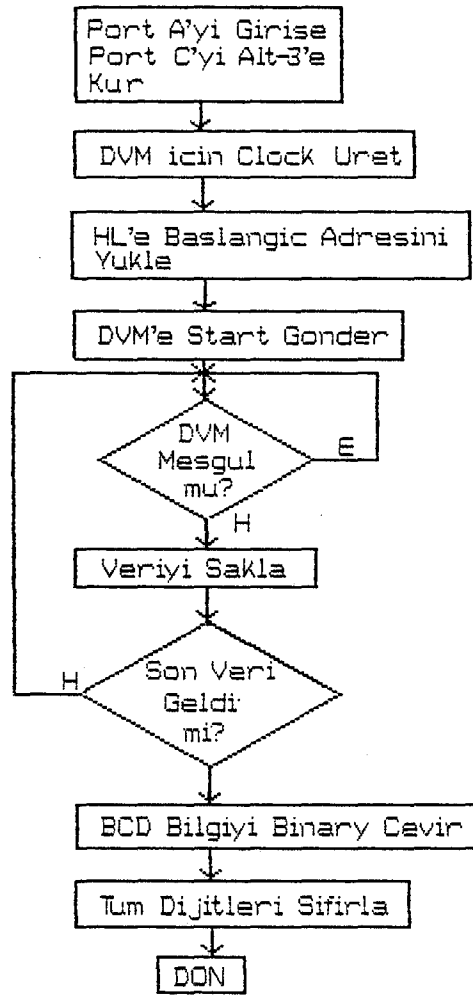 Port A'yi Girise
Port C'yi Alt-3'e
Kur
DVM icin Clock Uret
HL'e Baslangic Adresini
Yukle
DVM'e Start Gonder
DVM
Mesgul
mu?
E
H
Veriyi Sakla
H
Son Veri
Geldi
mi?
BCD Bilgiyi Binary Cevir
Tum Dijitleri Sifirla
DON